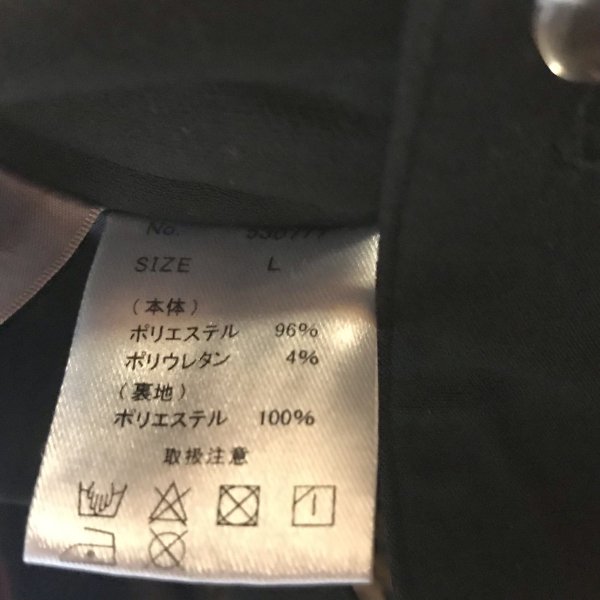 No.
SIZE L
(本体)
ポリエステル 96%
ポリウレタン 4%
(裏地)
ポリエステル 100%
取扱注意